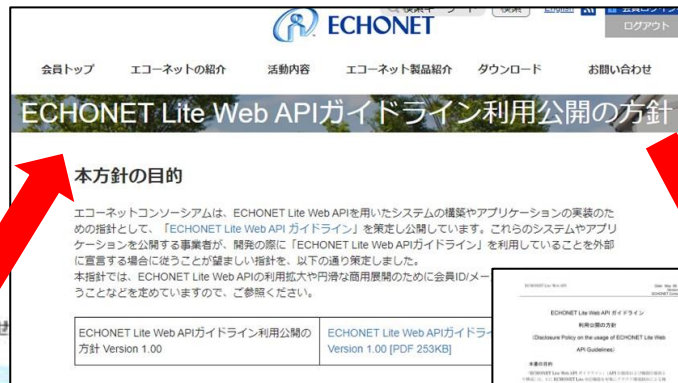 ECHONET
検索
English
会員ログイン
ログアウト
会員トップ
エコーネットの紹介
活動内容
エコーネット製品紹介
ダウンロード
お問い合わせ
ECHONET Lite Web APIガイドライン利用公開の方針
本方針の目的
エコーネットコンソーシアムは、ECHONET Lite Web APIを用いたシステムの構築やアプリケーションの実装のた
めの指針として、「ECHONET Lite Web API ガイドライン」を策定し公開しています。これらのシステムやアプリ
ケーションを公開する事業者が、開発の際に「ECHONET Lite Web APIガイドライン」を利用していることを外部
に宣言する場合に従うことが望ましい指針を、以下の通り策定しました。
本指針では、ECHONET Lite Web APIの利用拡大や円滑な商用展開のために会員ID/メー
うことなどを定めていますので、ご参照ください。
ECHONET Lite Web APIガイドライン利用公開の
方針 Version 1.00
ECHONET Lite Web APIガイドラ
Version 1.00 [PDF 253KB]
ECHONET Lite Web API ガイドライン
利用公開の方針
(Disclosure Policy on the usage of ECHONET Lite Web
API Guidelines)
本書の目的